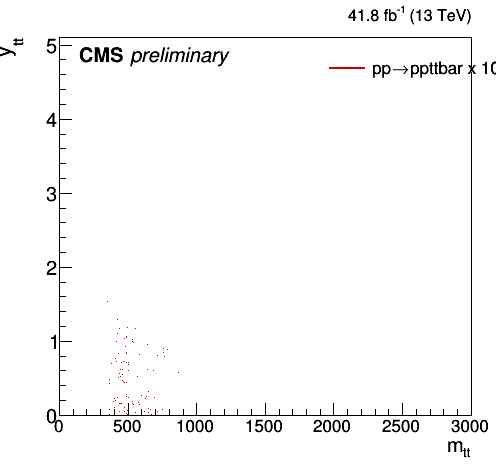 41.8 fb⁻¹ (13 TeV)
y_tt
CMS preliminary
pp→ppttbar x 10
5
4
3
2
1
0
0 500 1000 1500 2000 2500 3000
m_tt